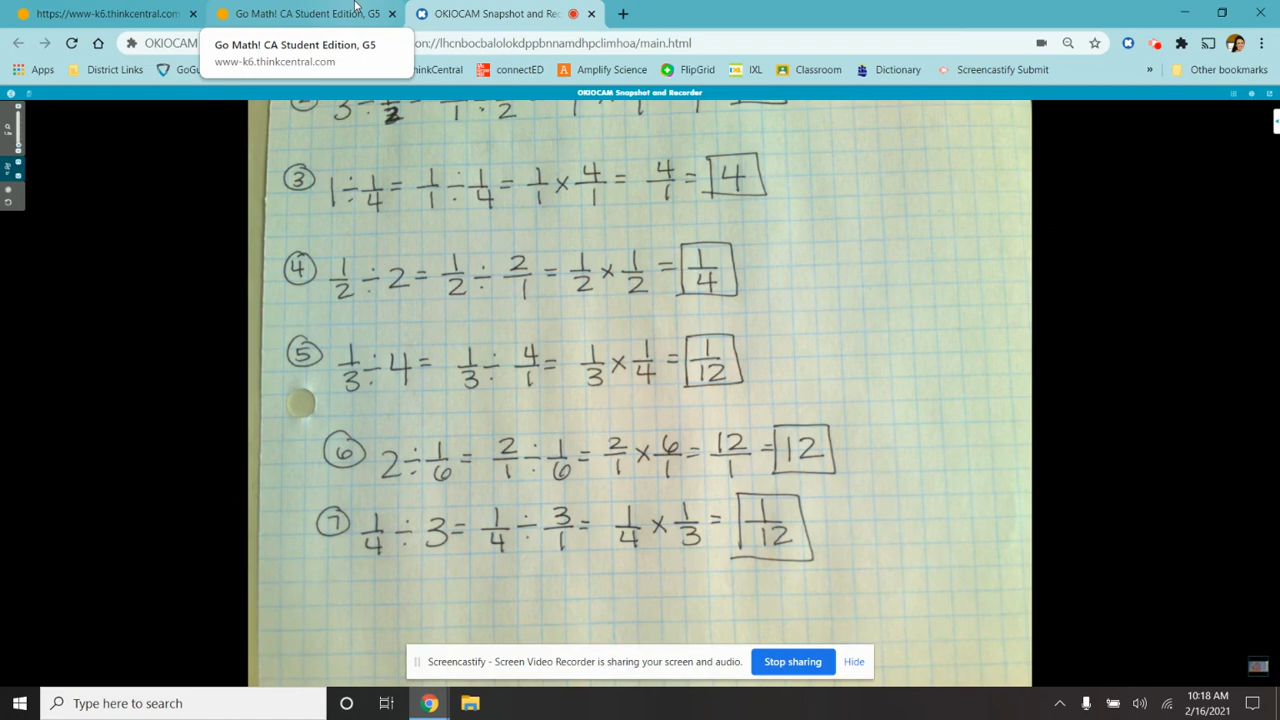 https://www-k6.thinkcentral.com
Go Math! CA Student Edition, G5
OKIOCAM Snapshot and Rec
OKIOCAM
on://lhcnbocbalolokdppbnnamdhpclimhoa/main.html
Go Math! CA Student Edition, G5
www-k6.thinkcentral.com
Apps
District Links
GoGu
hinkCentral
connectED
Amplify Science
FlipGrid
IXL
Classroom
Dictionary
Screencastify Submit
»
Other bookmarks
OKIOCAM Snapshot and Recorder
③ 1 ÷ 1/4 = 1/1 ÷ 1/4 = 1/1 × 4/1 = 4/1 = 4
④ 1/2 ÷ 2 = 1/2 ÷ 2/1 = 1/2 × 1/2 = 1/4
⑤ 1/3 ÷ 4 = 1/3 ÷ 4/1 = 1/3 × 1/4 = 1/12
⑥ 2 ÷ 1/6 = 2/1 ÷ 1/6 = 2/1 × 6/1 = 12/1 = 12
⑦ 1/4 ÷ 3 = 1/4 ÷ 3/1 = 1/4 × 1/3 = 1/12
Screencastify - Screen Video Recorder is sharing your screen and audio.
Stop sharing
Hide
Type here to search
10:18 AM
2/16/2021